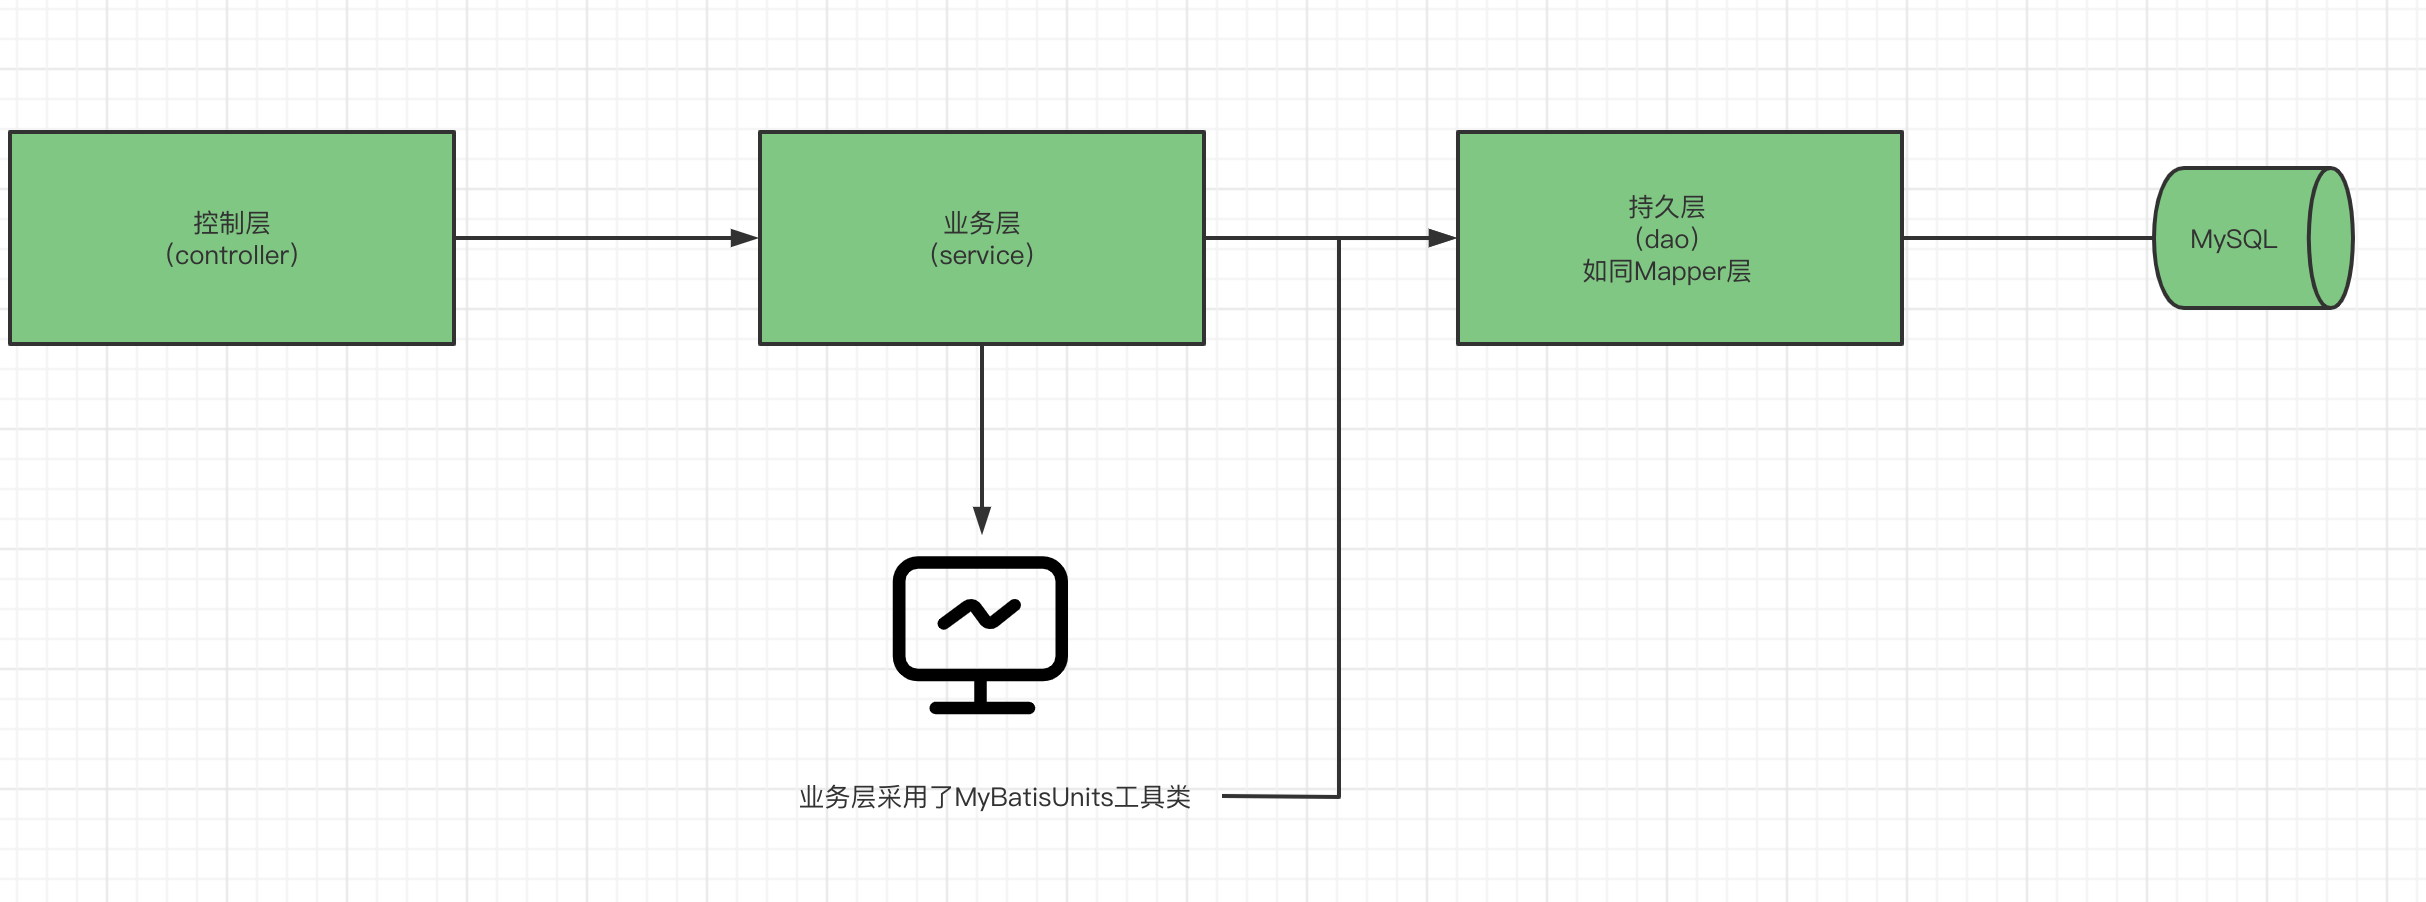 控制层
(controller)
业务层
(service)
持久层
(dao)
如同Mapper层
MySQL
业务层采用了MyBatisUnits工具类